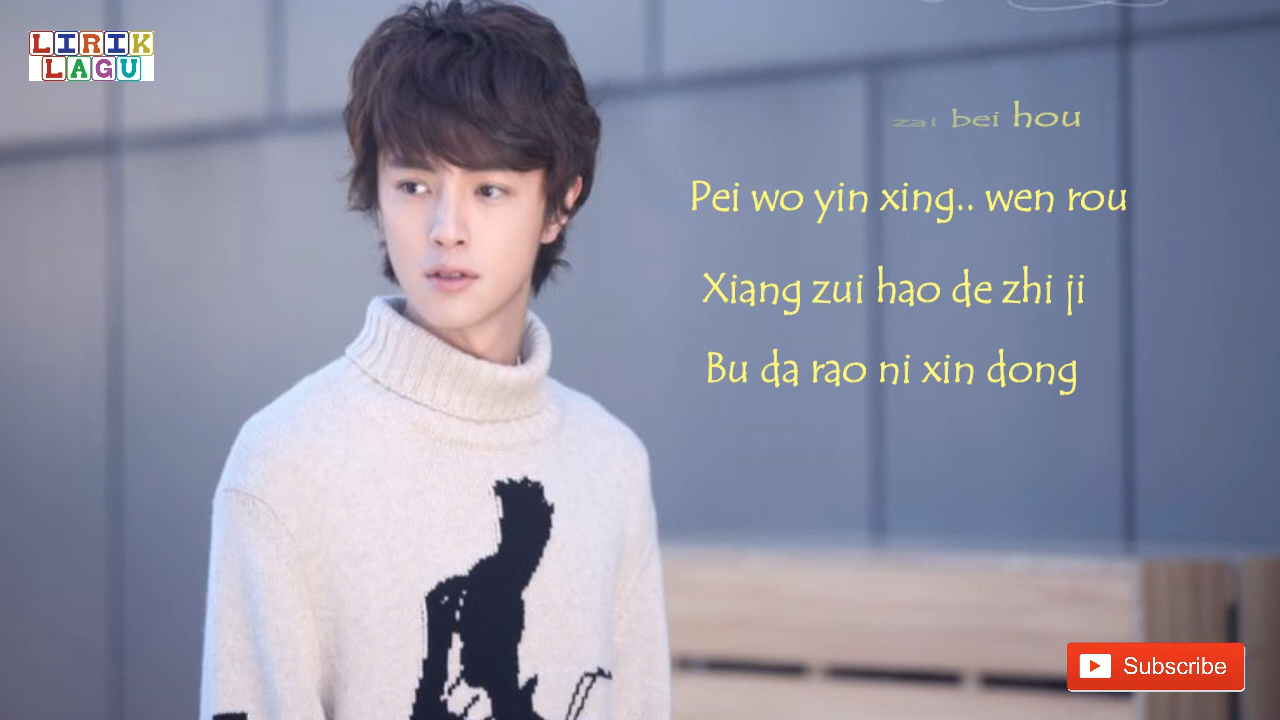 LIRIK
LAGU
zai bei hou
Pei wo yin xing.. wen rou
Xiang zui hao de zhi ji
Bu da rao ni xin dong
Subscribe